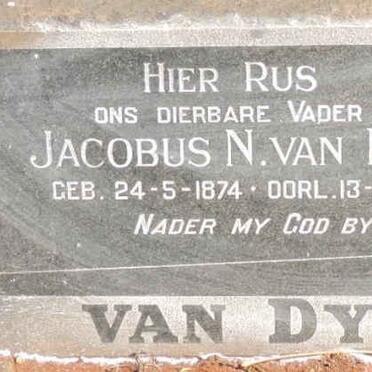 HIER RUS
ONS DIERBARE VADER
JACOBUS N. VAN
GEB. 24-5-1874 · OORL. 13-
NADER MY GOD BY
VAN DY